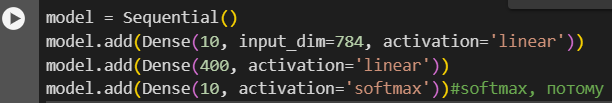 model = Sequential()
model.add(Dense(10, input_dim=784, activation='linear'))
model.add(Dense(400, activation='linear'))
model.add(Dense(10, activation='softmax'))#softmax, потому